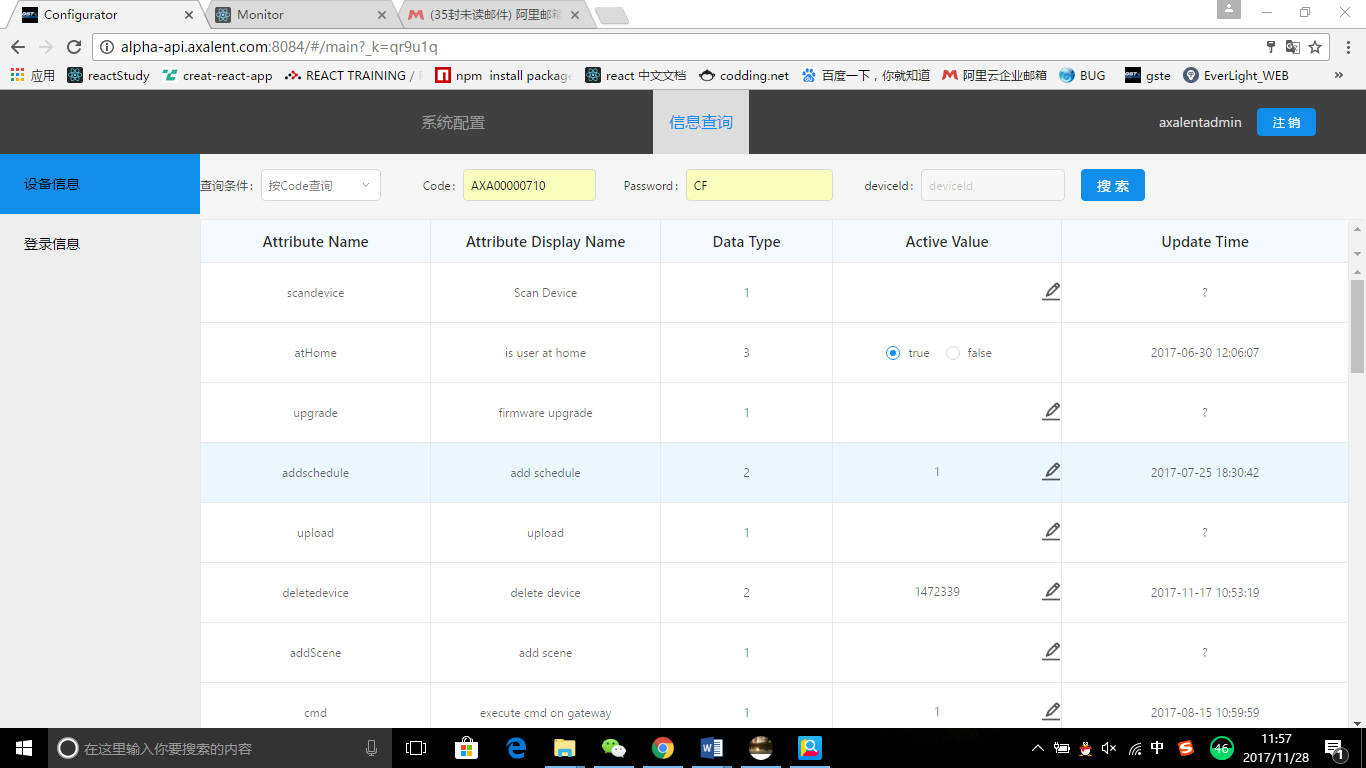 Configurator
Monitor
(35封未读邮件) 阿里邮箱
alpha-api.axalent.com:8084/#/main?_k=qr9u1q
应用 reactStudy creat-react-app REACT TRAINING / npm install package react 中文文档 codding.net 百度一下，你就知道 阿里云企业邮箱 BUG gste EverLight_WEB »
系统配置 信息查询 axalentadmin 注 销
设备信息
登录信息
查询条件： 按Code查询 Code： AXA00000710 Password： CF deviceId： deviceId 搜 索
Attribute Name Attribute Display Name Data Type Active Value Update Time
scandevice Scan Device 1 ?
atHome is user at home 3 true false 2017-06-30 12:06:07
upgrade firmware upgrade 1 ?
addschedule add schedule 2 1 2017-07-25 18:30:42
upload upload 1 ?
deletedevice delete device 2 1472339 2017-11-17 10:53:19
addScene add scene 1 ?
cmd execute cmd on gateway 1 1 2017-08-15 10:59:59
在这里输入你要搜索的内容
中 46 11:57
2017/11/28 1